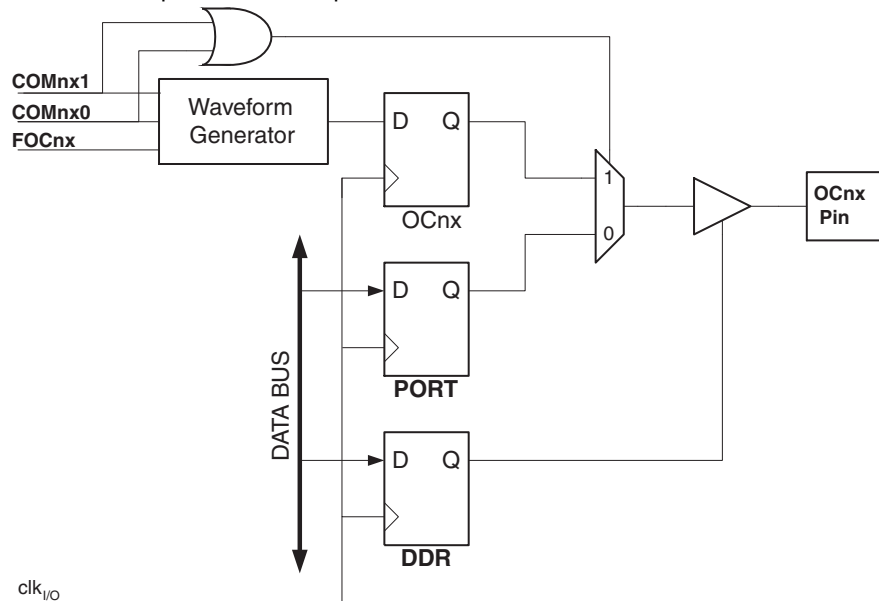 COMnx1
COMnx0
FOCnx
Waveform
Generator
D Q
OCnx
1
0
OCnx
Pin
D Q
PORT
DATA BUS
D Q
DDR
clkI/O